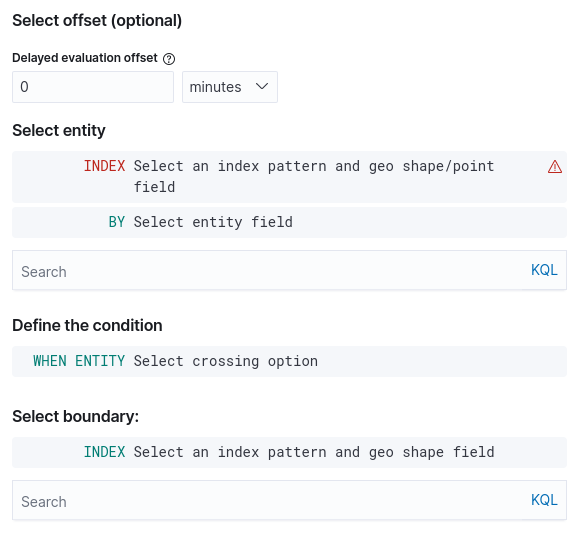 Select offset (optional)
Delayed evaluation offset
0 minutes
Select entity
INDEX Select an index pattern and geo shape/point
field
BY Select entity field
Search KQL
Define the condition
WHEN ENTITY Select crossing option
Select boundary:
INDEX Select an index pattern and geo shape field
Search KQL